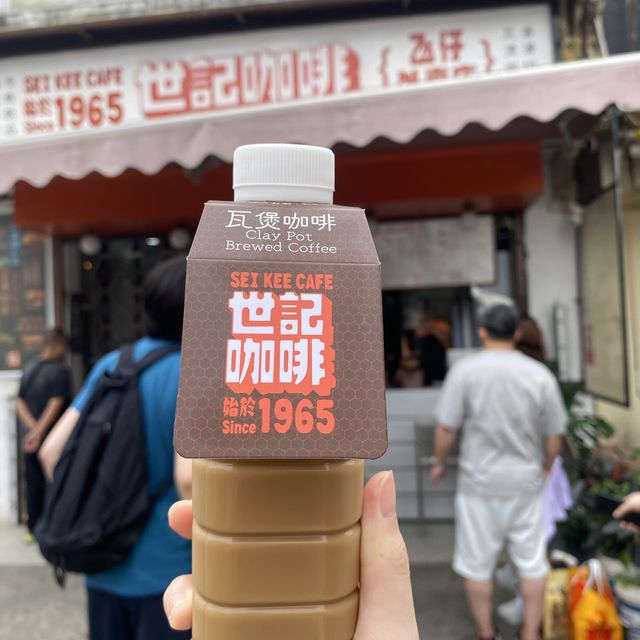 SEI KEE CAFE
始於
Since 1965
世記咖啡
瓦煲咖啡
Clay Pot
Brewed Coffee
SEI KEE CAFE
世記
咖啡
始於
Since 1965